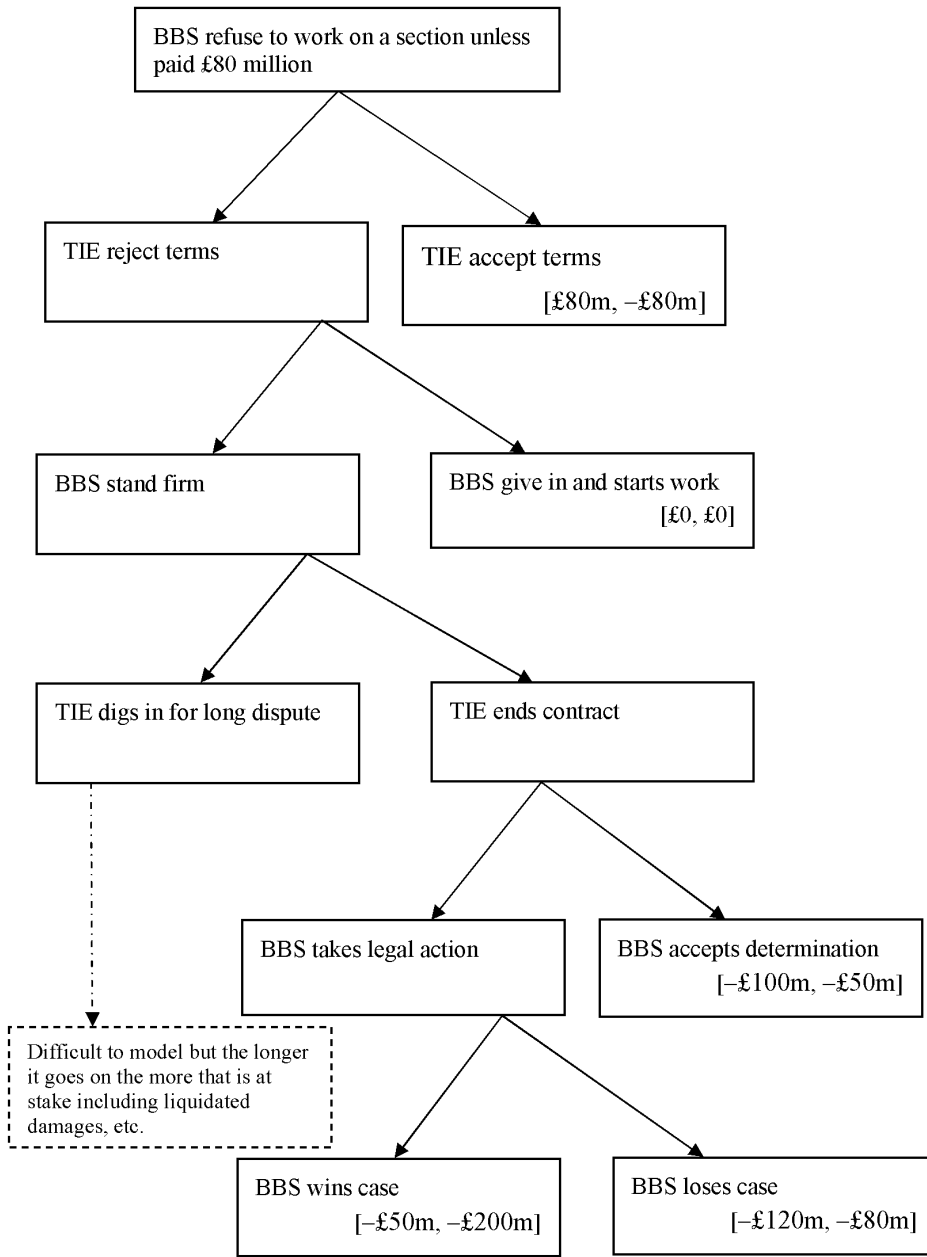 BBS refuse to work on a section unless
paid £80 million
TIE reject terms
TIE accept terms
[£80m, –£80m]
BBS stand firm
BBS give in and starts work
[£0, £0]
TIE digs in for long dispute
TIE ends contract
BBS takes legal action
BBS accepts determination
[–£100m, –£50m]
Difficult to model but the longer
it goes on the more that is at
stake including liquidated
damages, etc.
BBS wins case
[–£50m, –£200m]
BBS loses case
[–£120m, –£80m]